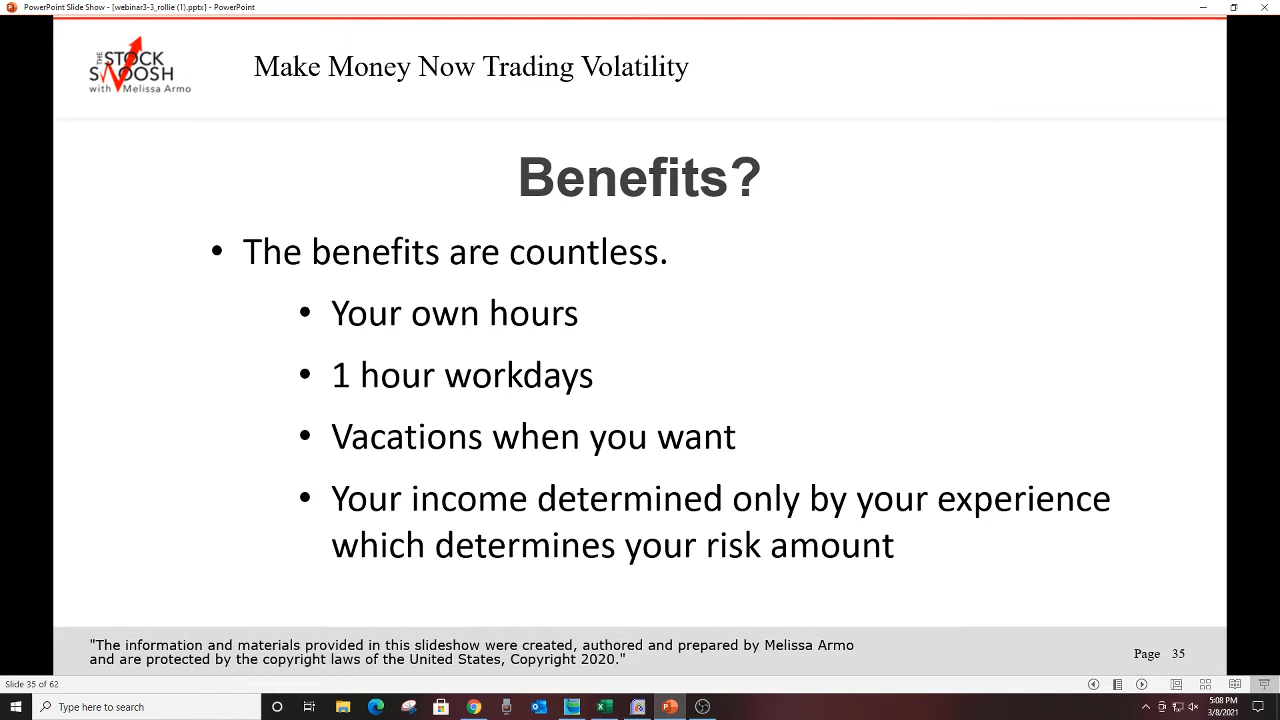 PowerPoint Slide Show - [webinar3-3_rollie (1).pptx] - PowerPoint
THE
STOCK
SWOOSH
with Melissa Armo
Make Money Now Trading Volatility
Benefits?
• The benefits are countless.
• Your own hours
• 1 hour workdays
• Vacations when you want
• Your income determined only by your experience
which determines your risk amount
"The information and materials provided in this slideshow were created, authored and prepared by Melissa Armo
and are protected by the copyright laws of the United States, Copyright 2020."
Page 35
Slide 35 of 62
Type here to search
5:08 PM
3/8/2021